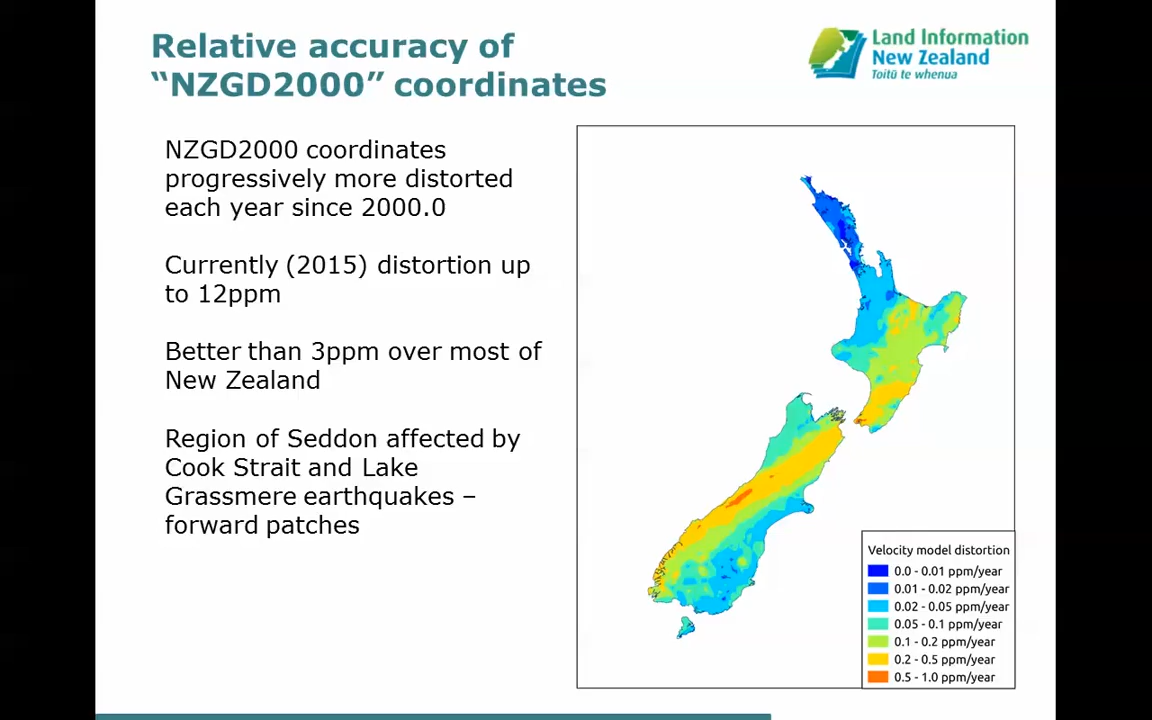 Relative accuracy of
“NZGD2000” coordinates
Land Information
New Zealand
Toitū te whenua
NZGD2000 coordinates
progressively more distorted
each year since 2000.0
Currently (2015) distortion up
to 12ppm
Better than 3ppm over most of
New Zealand
Region of Seddon affected by
Cook Strait and Lake
Grassmere earthquakes –
forward patches
Velocity model distortion
0.0 - 0.01 ppm/year
0.01 - 0.02 ppm/year
0.02 - 0.05 ppm/year
0.05 - 0.1 ppm/year
0.1 - 0.2 ppm/year
0.2 - 0.5 ppm/year
0.5 - 1.0 ppm/year